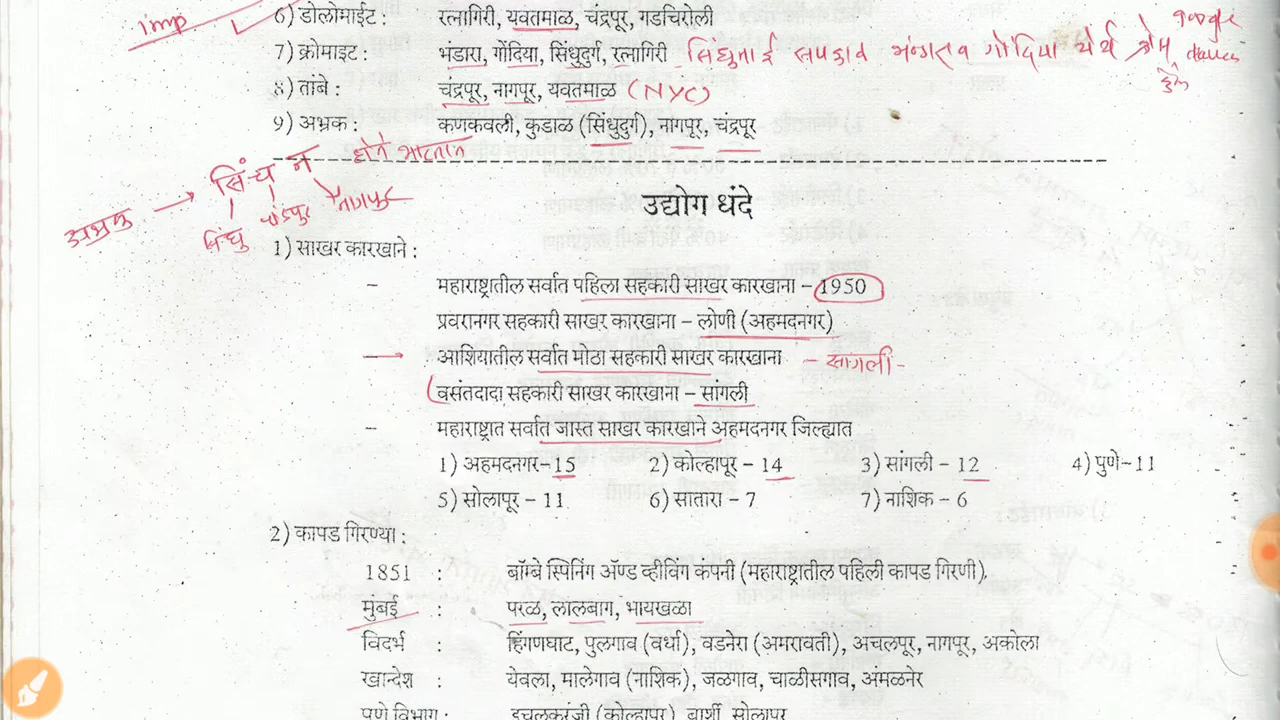 imp
6) डोलोमाईट : रत्नागिरी, यवतमाळ, चंद्रपूर, गडचिरोली
7) क्रोमाइट : भंडारा, गोंदिया, सिंधुदुर्ग, रत्नागिरी सिंधुताई सपकाळ
8) तांबे : चंद्रपूर, नागपूर, यवतमाळ (NYC)
9) अभ्रक : कणकवली, कुडाळ (सिंधुदुर्ग), नागपूर, चंद्रपूर
अभ्रक → सिं च न
सिंधु चंद्रपुर नागपुर
उद्योग धंदे
1) साखर कारखाने :
– महाराष्ट्रातील सर्वात पहिला सहकारी साखर कारखाना – 1950
प्रवरानगर सहकारी साखर कारखाना – लोणी (अहमदनगर)
आशियातील सर्वात मोठा सहकारी साखर कारखाना – सांगली -
वसंतदादा सहकारी साखर कारखाना – सांगली
– महाराष्ट्रात सर्वात जास्त साखर कारखाने अहमदनगर जिल्ह्यात
1) अहमदनगर–15 2) कोल्हापूर – 14 3) सांगली – 12 4) पुणे–11
5) सोलापूर – 11 6) सातारा – 7 7) नाशिक – 6
2) कापड गिरण्या :
1851 : बॉम्बे स्पिनिंग अॅण्ड व्हीविंग कंपनी (महाराष्ट्रातील पहिली कापड गिरणी).
मुंबई : परळ, लालबाग, भायखळा
विदर्भ : हिंगणघाट, पुलगाव (वर्धा), वडनेरा (अमरावती), अचलपूर, नागपूर, अकोला
खान्देश : येवला, मालेगाव (नाशिक), जळगाव, चाळीसगाव, अंमळनेर
पुणे विभाग : इचलकरंजी (कोल्हापूर), बार्शी, सोलापूर